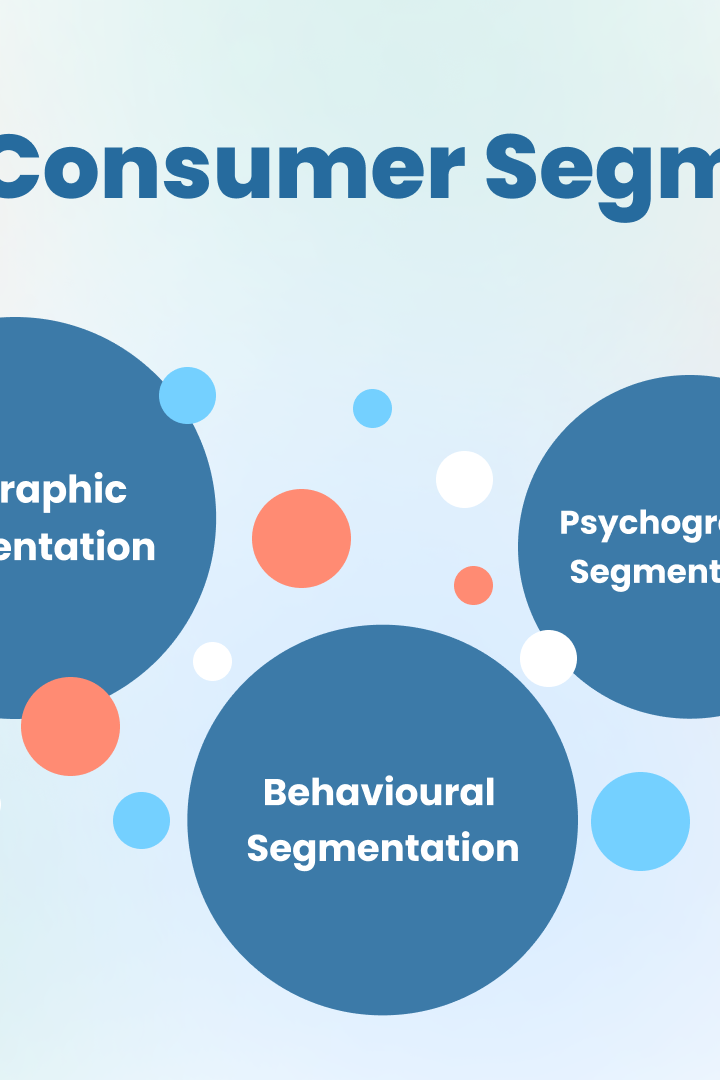 Consumer Segm
raphic
entation
Psychogra
Segment
Behavioural
Segmentation